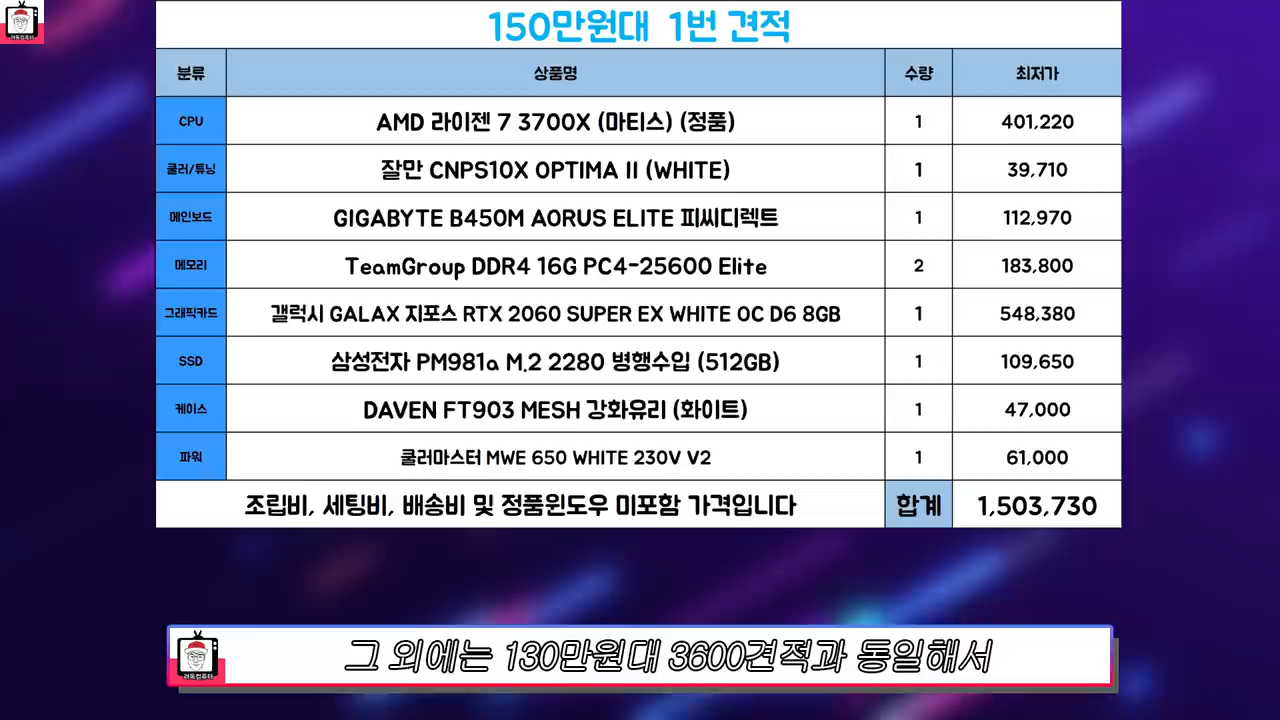 150만원대 1번 견적
분류 상품명 수량 최저가
CPU AMD 라이젠 7 3700X (마티스) (정품) 1 401,220
쿨러/튜닝 잘만 CNPS10X OPTIMA II (WHITE) 1 39,710
메인보드 GIGABYTE B450M AORUS ELITE 피씨디렉트 1 112,970
메모리 TeamGroup DDR4 16G PC4-25600 Elite 2 183,800
그래픽카드 갤럭시 GALAX 지포스 RTX 2060 SUPER EX WHITE OC D6 8GB 1 548,380
SSD 삼성전자 PM981a M.2 2280 병행수입 (512GB) 1 109,650
케이스 DAVEN FT903 MESH 강화유리 (화이트) 1 47,000
파워 쿨러마스터 MWE 650 WHITE 230V V2 1 61,000
조립비, 세팅비, 배송비 및 정품윈도우 미포함 가격입니다 합계 1,503,730
그 외에는 130만원대 3600견적과 동일해서